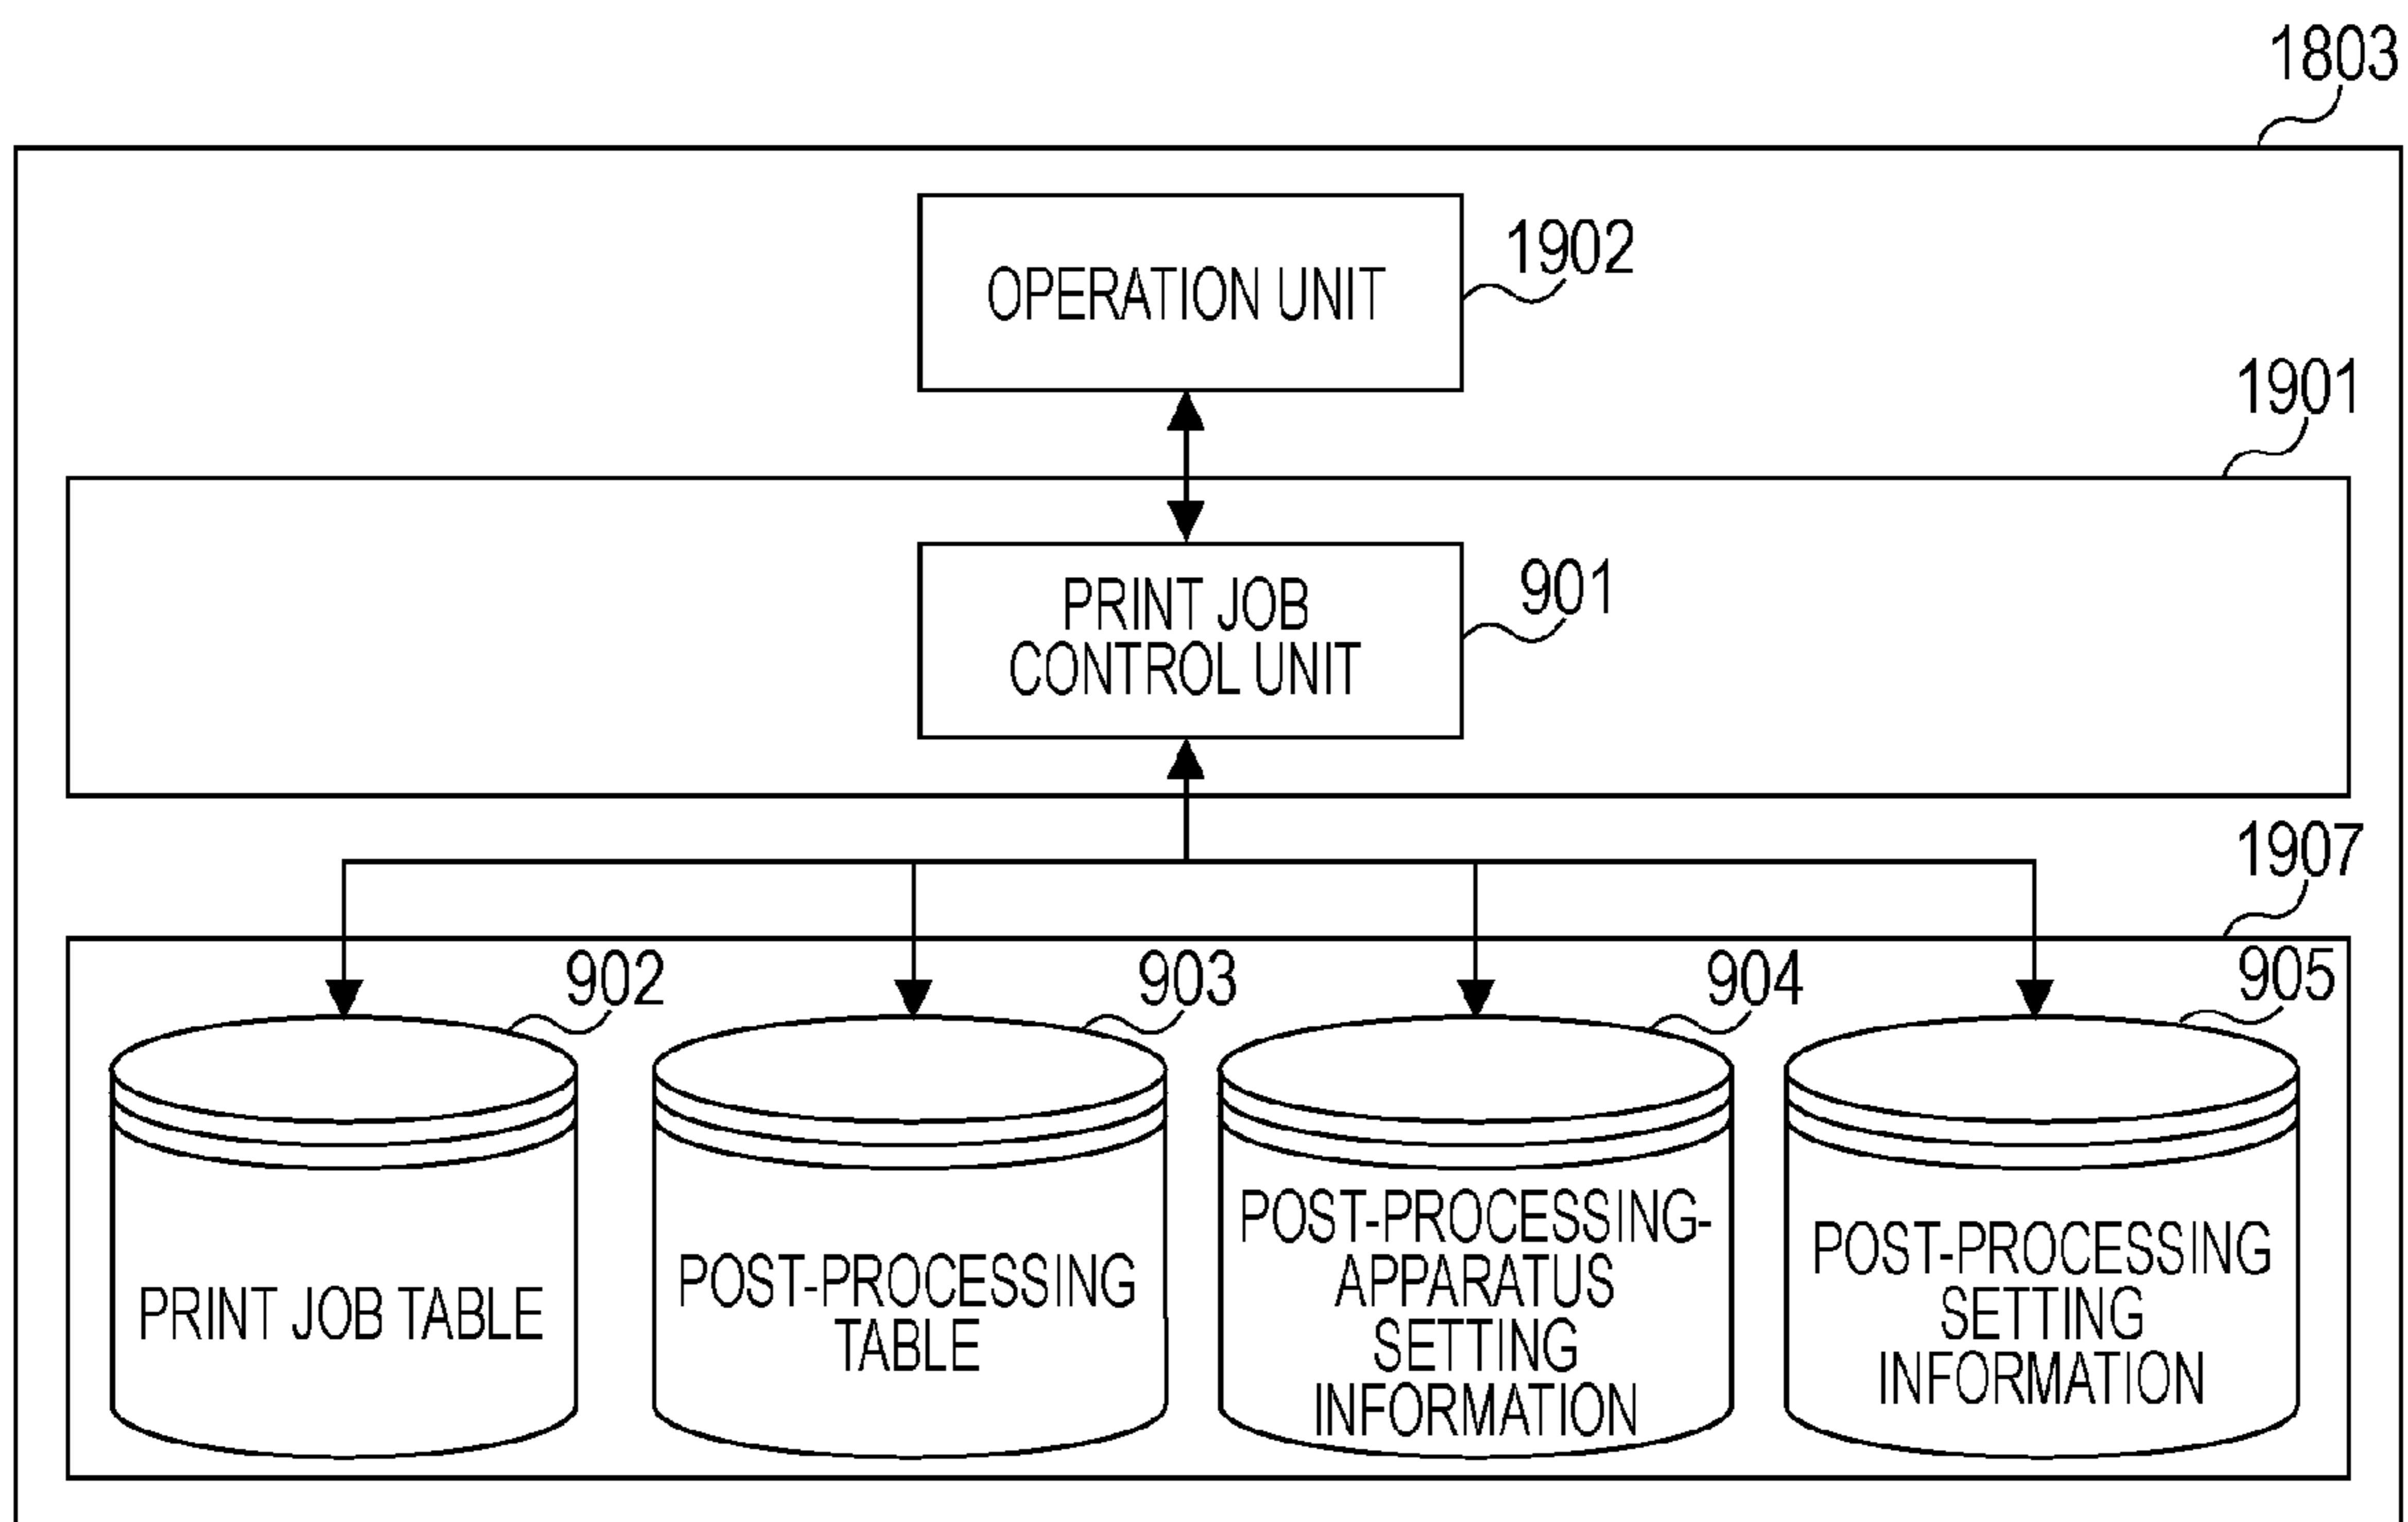 1803
OPERATION UNIT
1902
1901
PRINT JOB
CONTROL UNIT
901
1907
902
903
904
905
PRINT JOB TABLE
POST-PROCESSING
TABLE
POST-PROCESSING-
APPARATUS
SETTING
INFORMATION
POST-PROCESSING
SETTING
INFORMATION